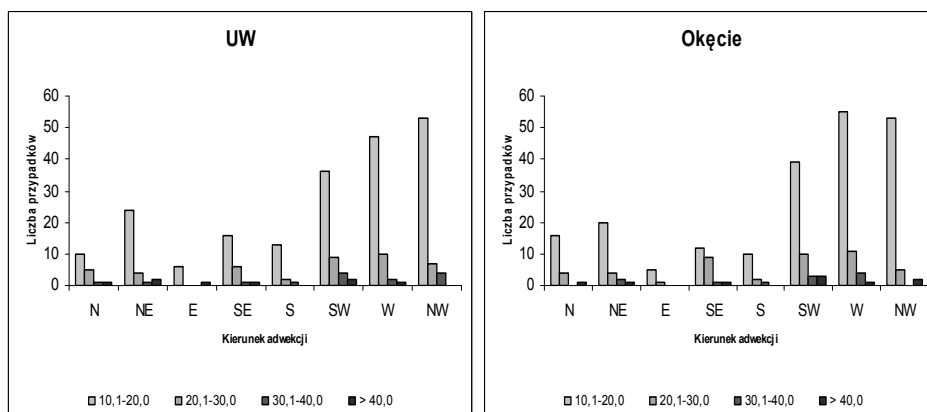 UW
Liczba przypadków
60
50
40
30
20
10
0
N NE E SE S SW W NW
Kierunek adwekcji
10,1-20,0 20,1-30,0 30,1-40,0 > 40,0
Okęcie
Liczba przypadków
60
50
40
30
20
10
0
N NE E SE S SW W NW
Kierunek adwekcji
10,1-20,0 20,1-30,0 30,1-40,0 > 40,0